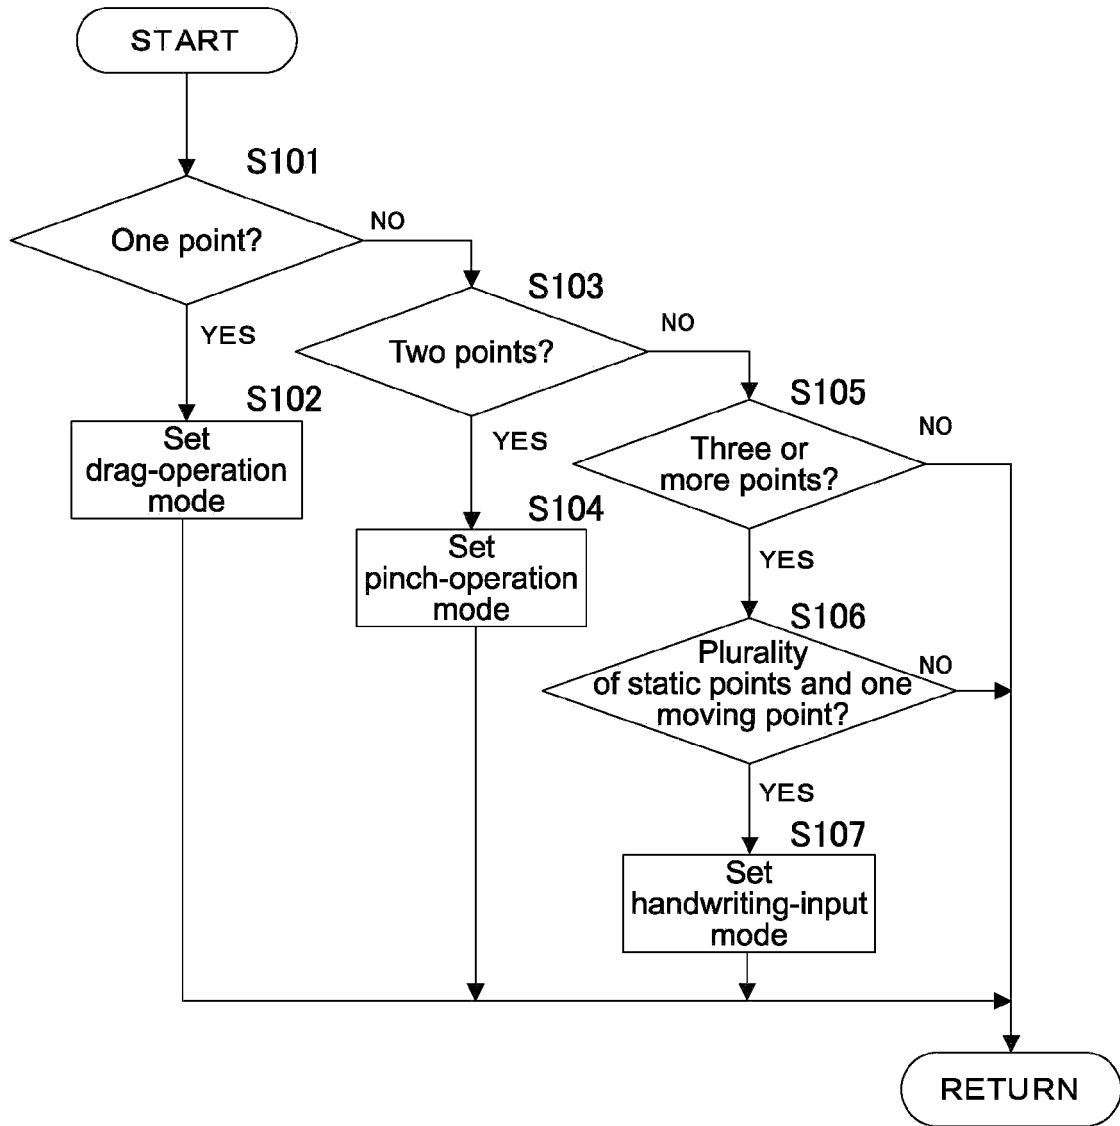 START
S101
One point?
NO
YES
S102
Set
drag-operation
mode
S103
Two points?
NO
YES
S104
Set
pinch-operation
mode
S105
Three or
more points?
NO
YES
S106
Plurality
of static points and one
moving point?
NO
YES
S107
Set
handwriting-input
mode
RETURN